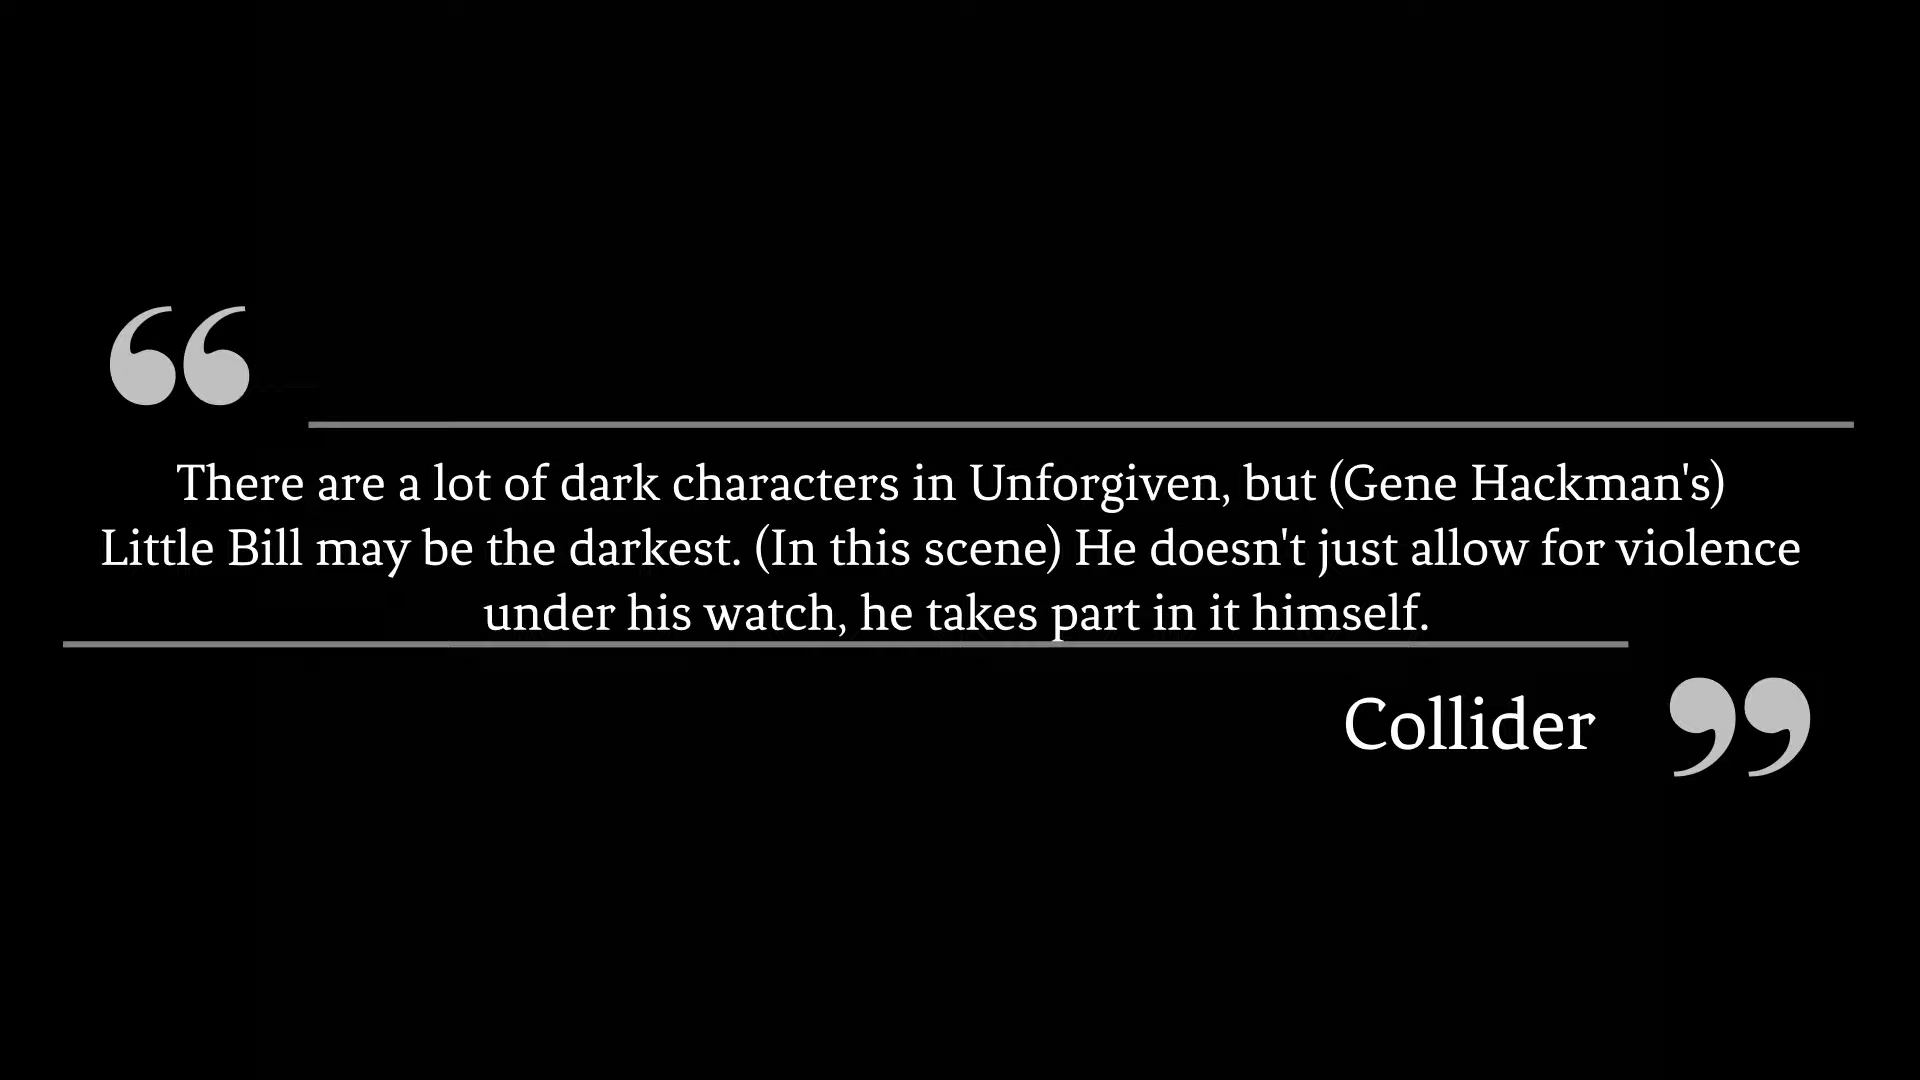 “
There are a lot of dark characters in Unforgiven, but (Gene Hackman's)
Little Bill may be the darkest. (In this scene) He doesn't just allow for violence
under his watch, he takes part in it himself.
Collider ”